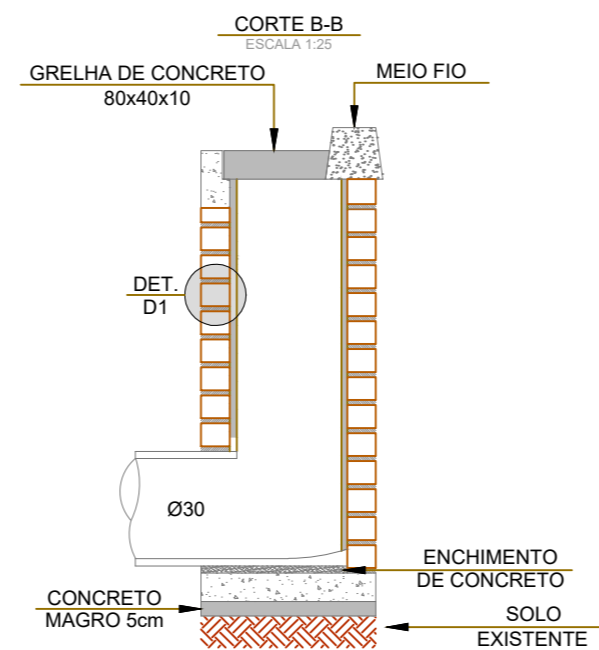 CORTE B-B
ESCALA 1:25
GRELHA DE CONCRETO
80x40x10
MEIO FIO
DET.
D1
Ø30
ENCHIMENTO
DE CONCRETO
CONCRETO
MAGRO 5cm
SOLO
EXISTENTE